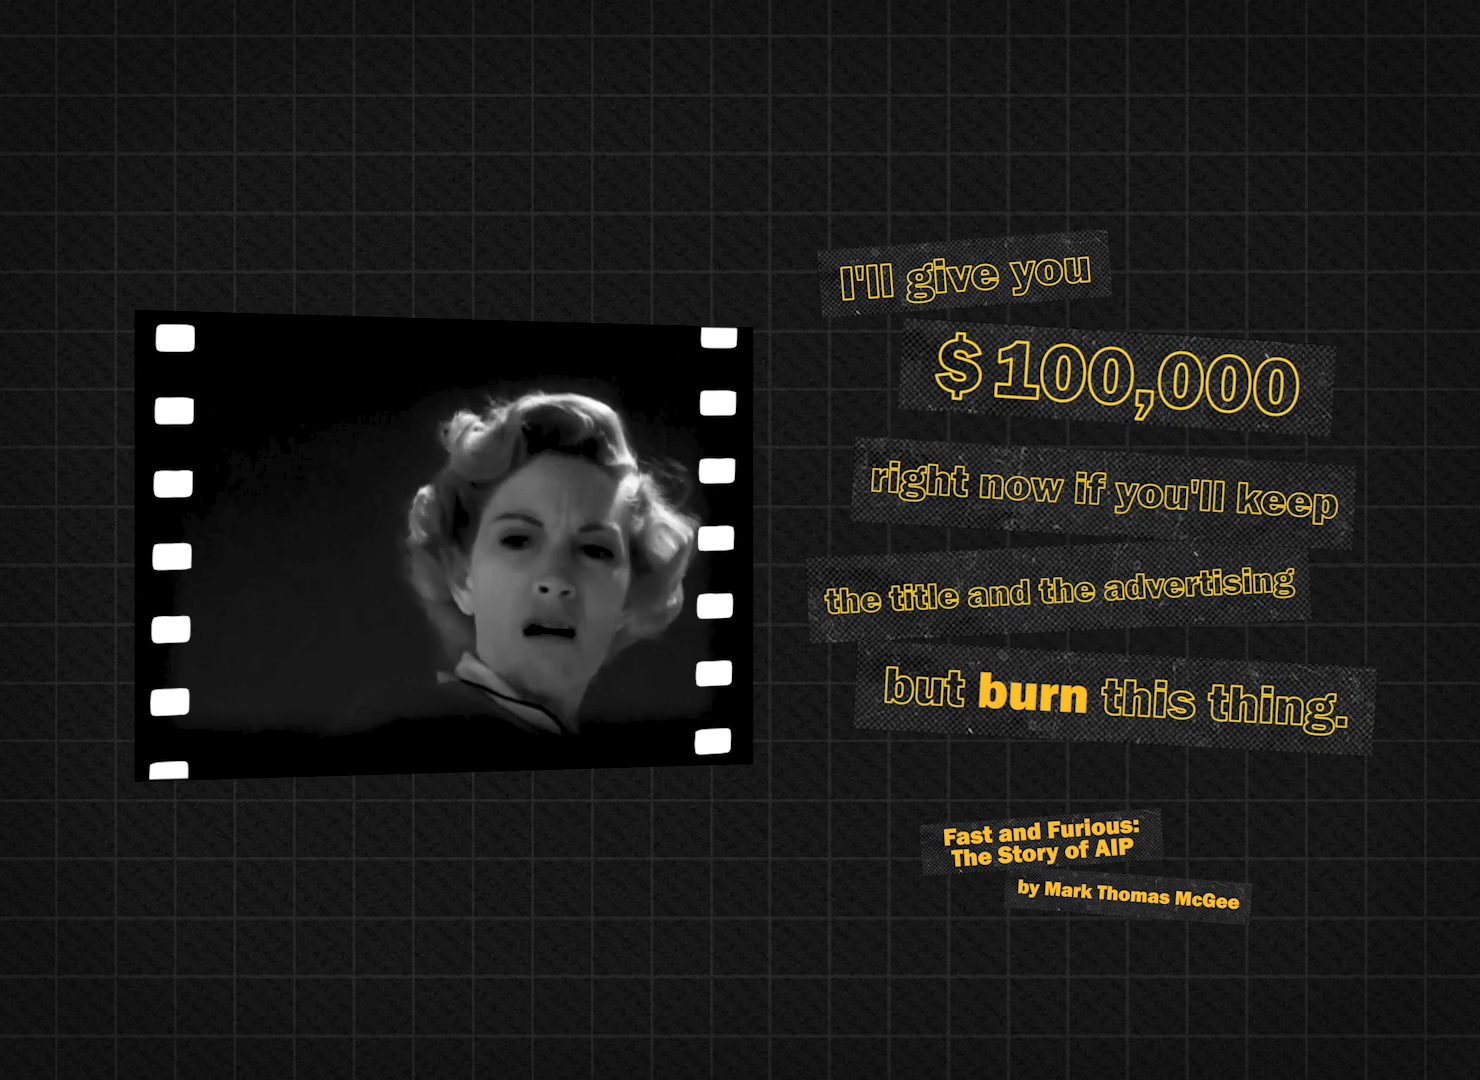 I'll give you
$100,000
right now if you'll keep
the title and the advertising
but burn this thing.
Fast and Furious:
The Story of AIP
by Mark Thomas McGee